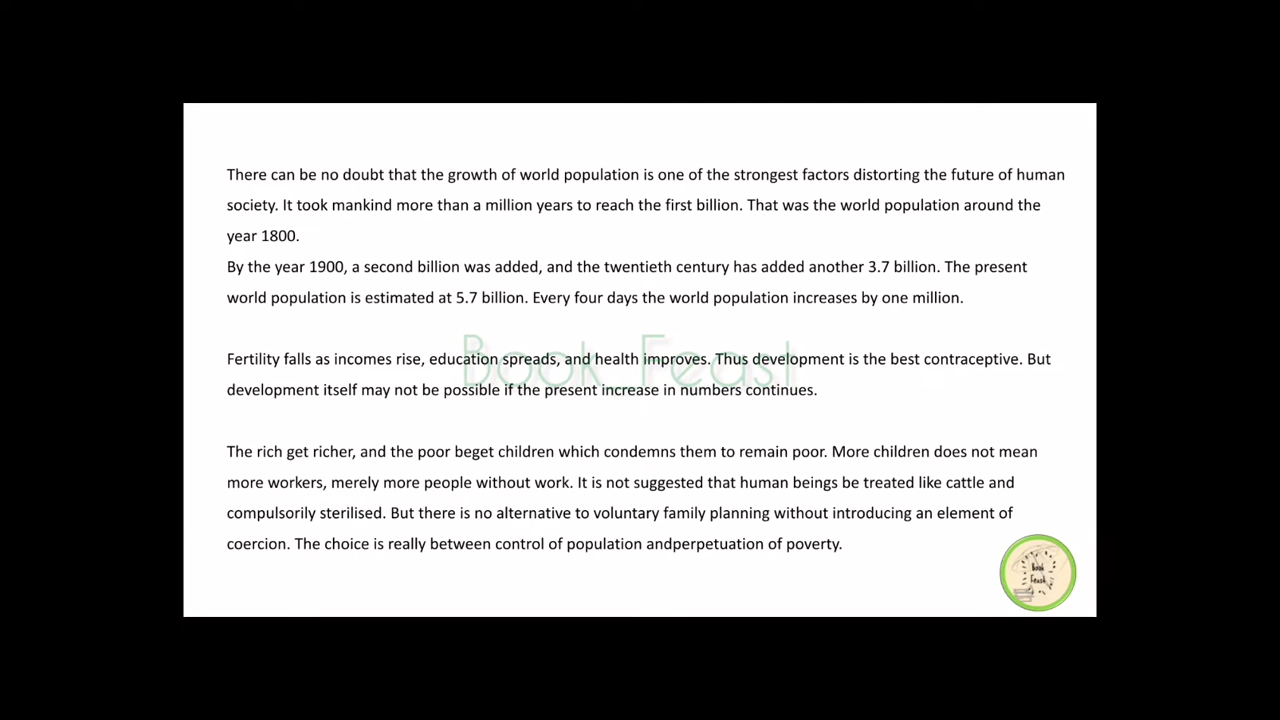 There can be no doubt that the growth of world population is one of the strongest factors distorting the future of human
society. It took mankind more than a million years to reach the first billion. That was the world population around the
year 1800.
By the year 1900, a second billion was added, and the twentieth century has added another 3.7 billion. The present
world population is estimated at 5.7 billion. Every four days the world population increases by one million.
Book_Feast
Fertility falls as incomes rise, education spreads, and health improves. Thus development is the best contraceptive. But
development itself may not be possible if the present increase in numbers continues.
The rich get richer, and the poor beget children which condemns them to remain poor. More children does not mean
more workers, merely more people without work. It is not suggested that human beings be treated like cattle and
compulsorily sterilised. But there is no alternative to voluntary family planning without introducing an element of
coercion. The choice is really between control of population andperpetuation of poverty.
Book
Feast